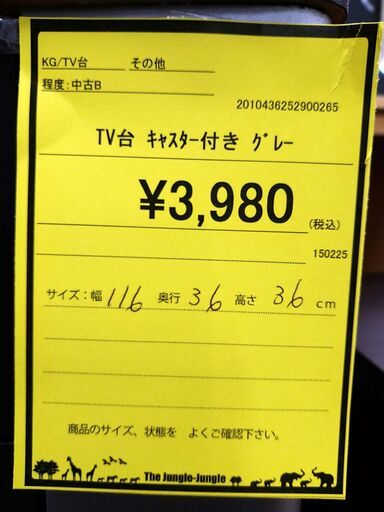 KG/TV台 その他
程度:中古B
2010436252900265
TV台 ｷｬｽﾀｰ付き ｸﾞﾚｰ
¥3,980
(税込)
150225
サイズ:幅 116 奥行 36 高さ 36 cm
商品のサイズ、状態を よくご確認下さい。
The Jungle-Jungle